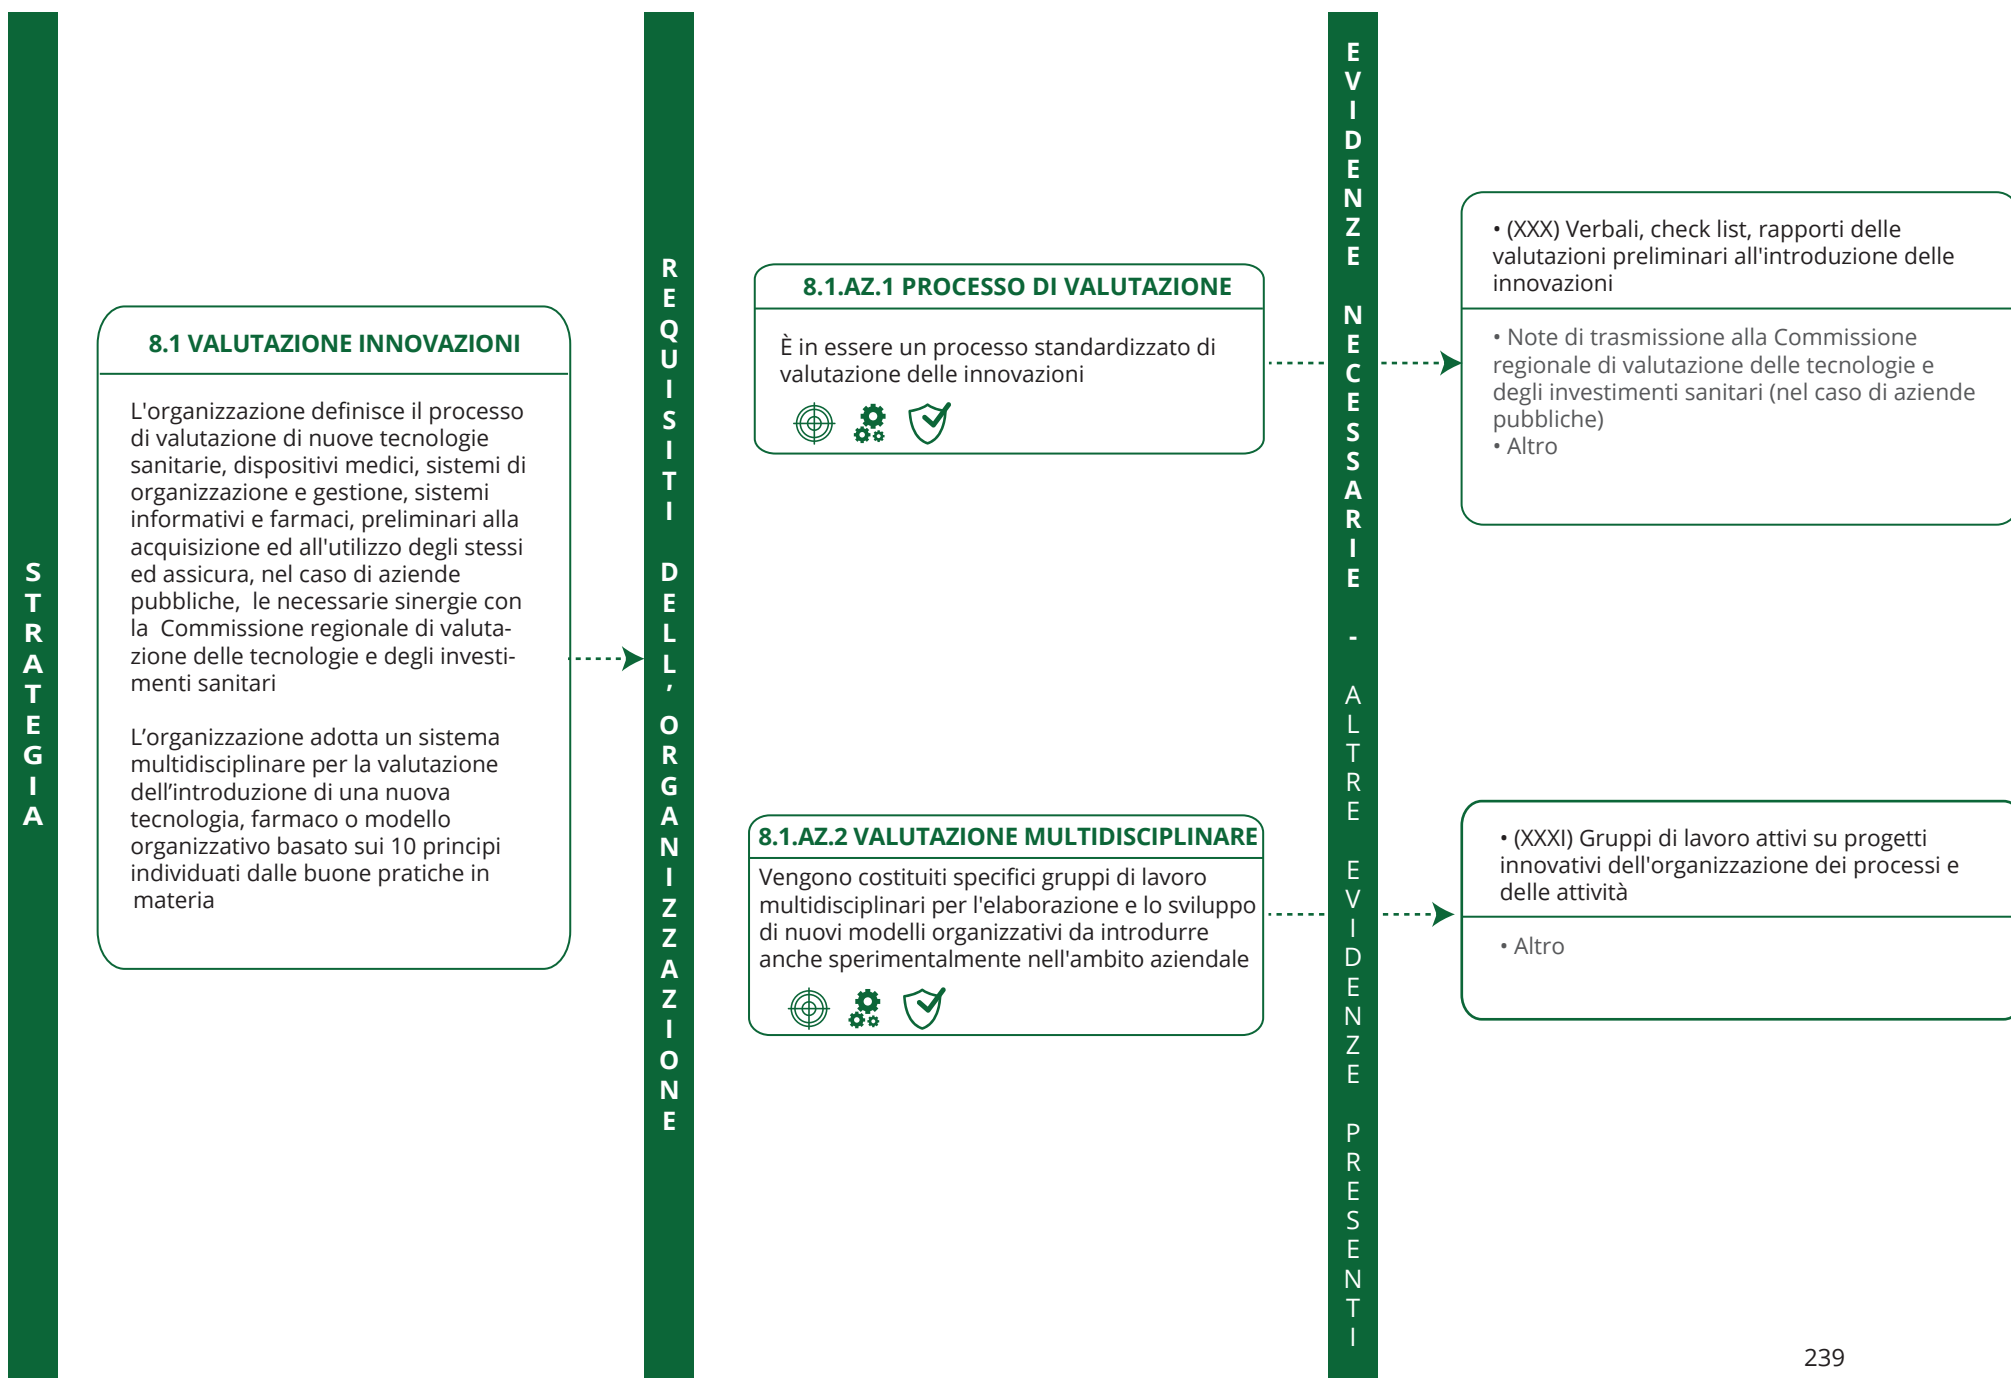 STRATEGIA
8.1 VALUTAZIONE INNOVAZIONI
L'organizzazione definisce il processo
di valutazione di nuove tecnologie
sanitarie, dispositivi medici, sistemi di
organizzazione e gestione, sistemi
informativi e farmaci, preliminari alla
acquisizione ed all'utilizzo degli stessi
ed assicura, nel caso di aziende
pubbliche,  le necessarie sinergie con
la  Commissione regionale di valuta-
zione delle tecnologie e degli investi-
menti sanitari
L’organizzazione adotta un sistema
multidisciplinare per la valutazione
dell’introduzione di una nuova
tecnologia, farmaco o modello
organizzativo basato sui 10 principi
individuati dalle buone pratiche in
materia
REQUISITI DELL’ORGANIZZAZIONE
8.1.AZ.1 PROCESSO DI VALUTAZIONE
È in essere un processo standardizzato di
valutazione delle innovazioni
8.1.AZ.2 VALUTAZIONE MULTIDISCIPLINARE
Vengono costituiti specifici gruppi di lavoro
multidisciplinari per l'elaborazione e lo sviluppo
di nuovi modelli organizzativi da introdurre
anche sperimentalmente nell'ambito aziendale
EVIDENZE NECESSARIE - ALTRE EVIDENZE PRESENTI
• (XXX) Verbali, check list, rapporti delle
valutazioni preliminari all'introduzione delle
innovazioni
• Note di trasmissione alla Commissione
regionale di valutazione delle tecnologie e
degli investimenti sanitari (nel caso di aziende
pubbliche)
• Altro
• (XXXI) Gruppi di lavoro attivi su progetti
innovativi dell'organizzazione dei processi e
delle attività
• Altro
239